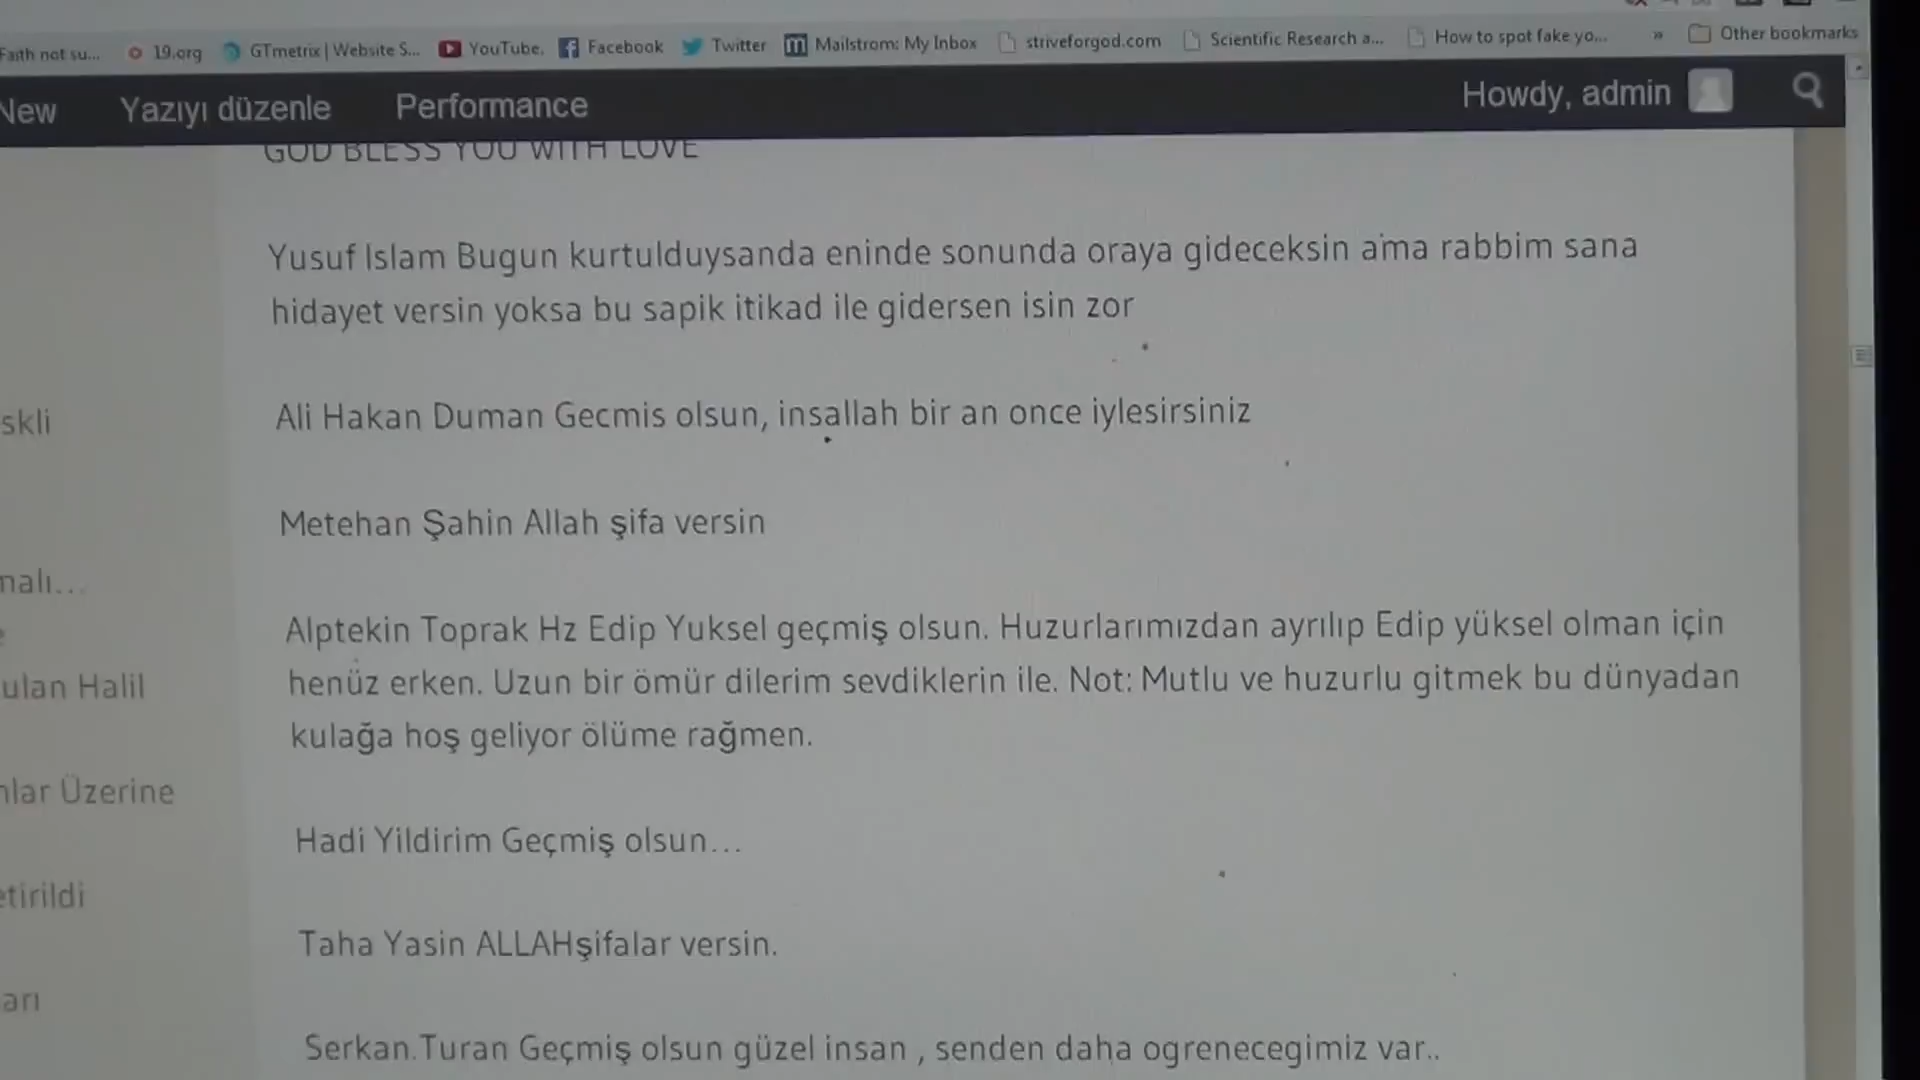 Faith not su...
19.org
GTmetrix | Website S...
YouTube.
Facebook
Twitter
Mailstrom: My Inbox
striveforgod.com
Scientific Research a...
How to spot fake yo...
»
Other bookmarks
New
Yazıyı düzenle
Performance
Howdy, admin
GOD BLESS YOU WITH LOVE
Yusuf Islam Bugun kurtulduysanda eninde sonunda oraya gideceksin ama rabbim sana
hidayet versin yoksa bu sapik itikad ile gidersen isin zor
Ali Hakan Duman Gecmis olsun, insallah bir an once iylesirsiniz
Metehan Şahin Allah şifa versin
Alptekin Toprak Hz Edip Yuksel geçmiş olsun. Huzurlarımızdan ayrılıp Edip yüksel olman için
henüz erken. Uzun bir ömür dilerim sevdiklerin ile. Not: Mutlu ve huzurlu gitmek bu dünyadan
kulağa hoş geliyor ölüme rağmen.
Hadi Yildirim Geçmiş olsun...
Taha Yasin ALLAHşifalar versin.
Serkan.Turan Geçmiş olsun güzel insan , senden daha ogrenecegimiz var..
skli
malı...
ulan Halil
nlar Üzerine
etirildi
arı